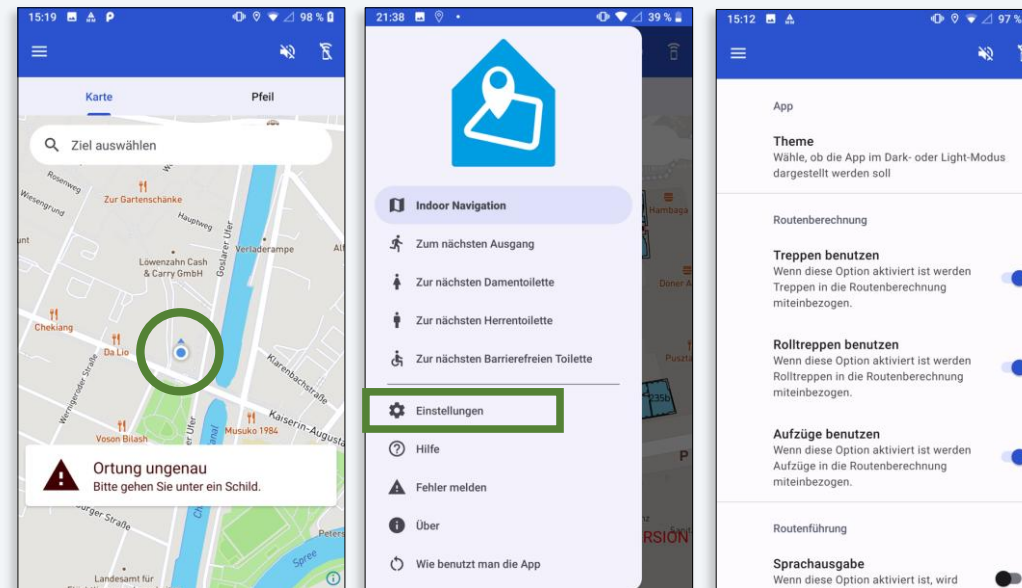 15:19
98 %
Karte
Pfeil
Ziel auswählen
Rosenweg
Wiesengrund
Zur Gartenschänke
Hauptweg
Goslarer Ufer
Verladerampe
Löwenzahn Cash
& Carry GmbH
Chekiang
Da Lio
Wernigeroder Straße
Klarenbachstraße
Kaiserin-Augusta
Musuko 1984
Voson Bilash
Ortung ungenau
Bitte gehen Sie unter ein Schild.
Spree
Landesamt für
21:38
39 %
Indoor Navigation
Zum nächsten Ausgang
Zur nächsten Damentoilette
Zur nächsten Herrentoilette
Zur nächsten Barrierefreien Toilette
Einstellungen
Hilfe
Fehler melden
Über
Wie benutzt man die App
Hambaga
235b
P
15:12
97 %
App
Theme
Wähle, ob die App im Dark- oder Light-Modus
dargestellt werden soll
Routenberechnung
Treppen benutzen
Wenn diese Option aktiviert ist werden
Treppen in die Routenberechnung
miteinbezogen.
Rolltreppen benutzen
Wenn diese Option aktiviert ist werden
Rolltreppen in die Routenberechnung
miteinbezogen.
Aufzüge benutzen
Wenn diese Option aktiviert ist werden
Aufzüge in die Routenberechnung
miteinbezogen.
Routenführung
Sprachausgabe
Wenn diese Option aktiviert ist, wird